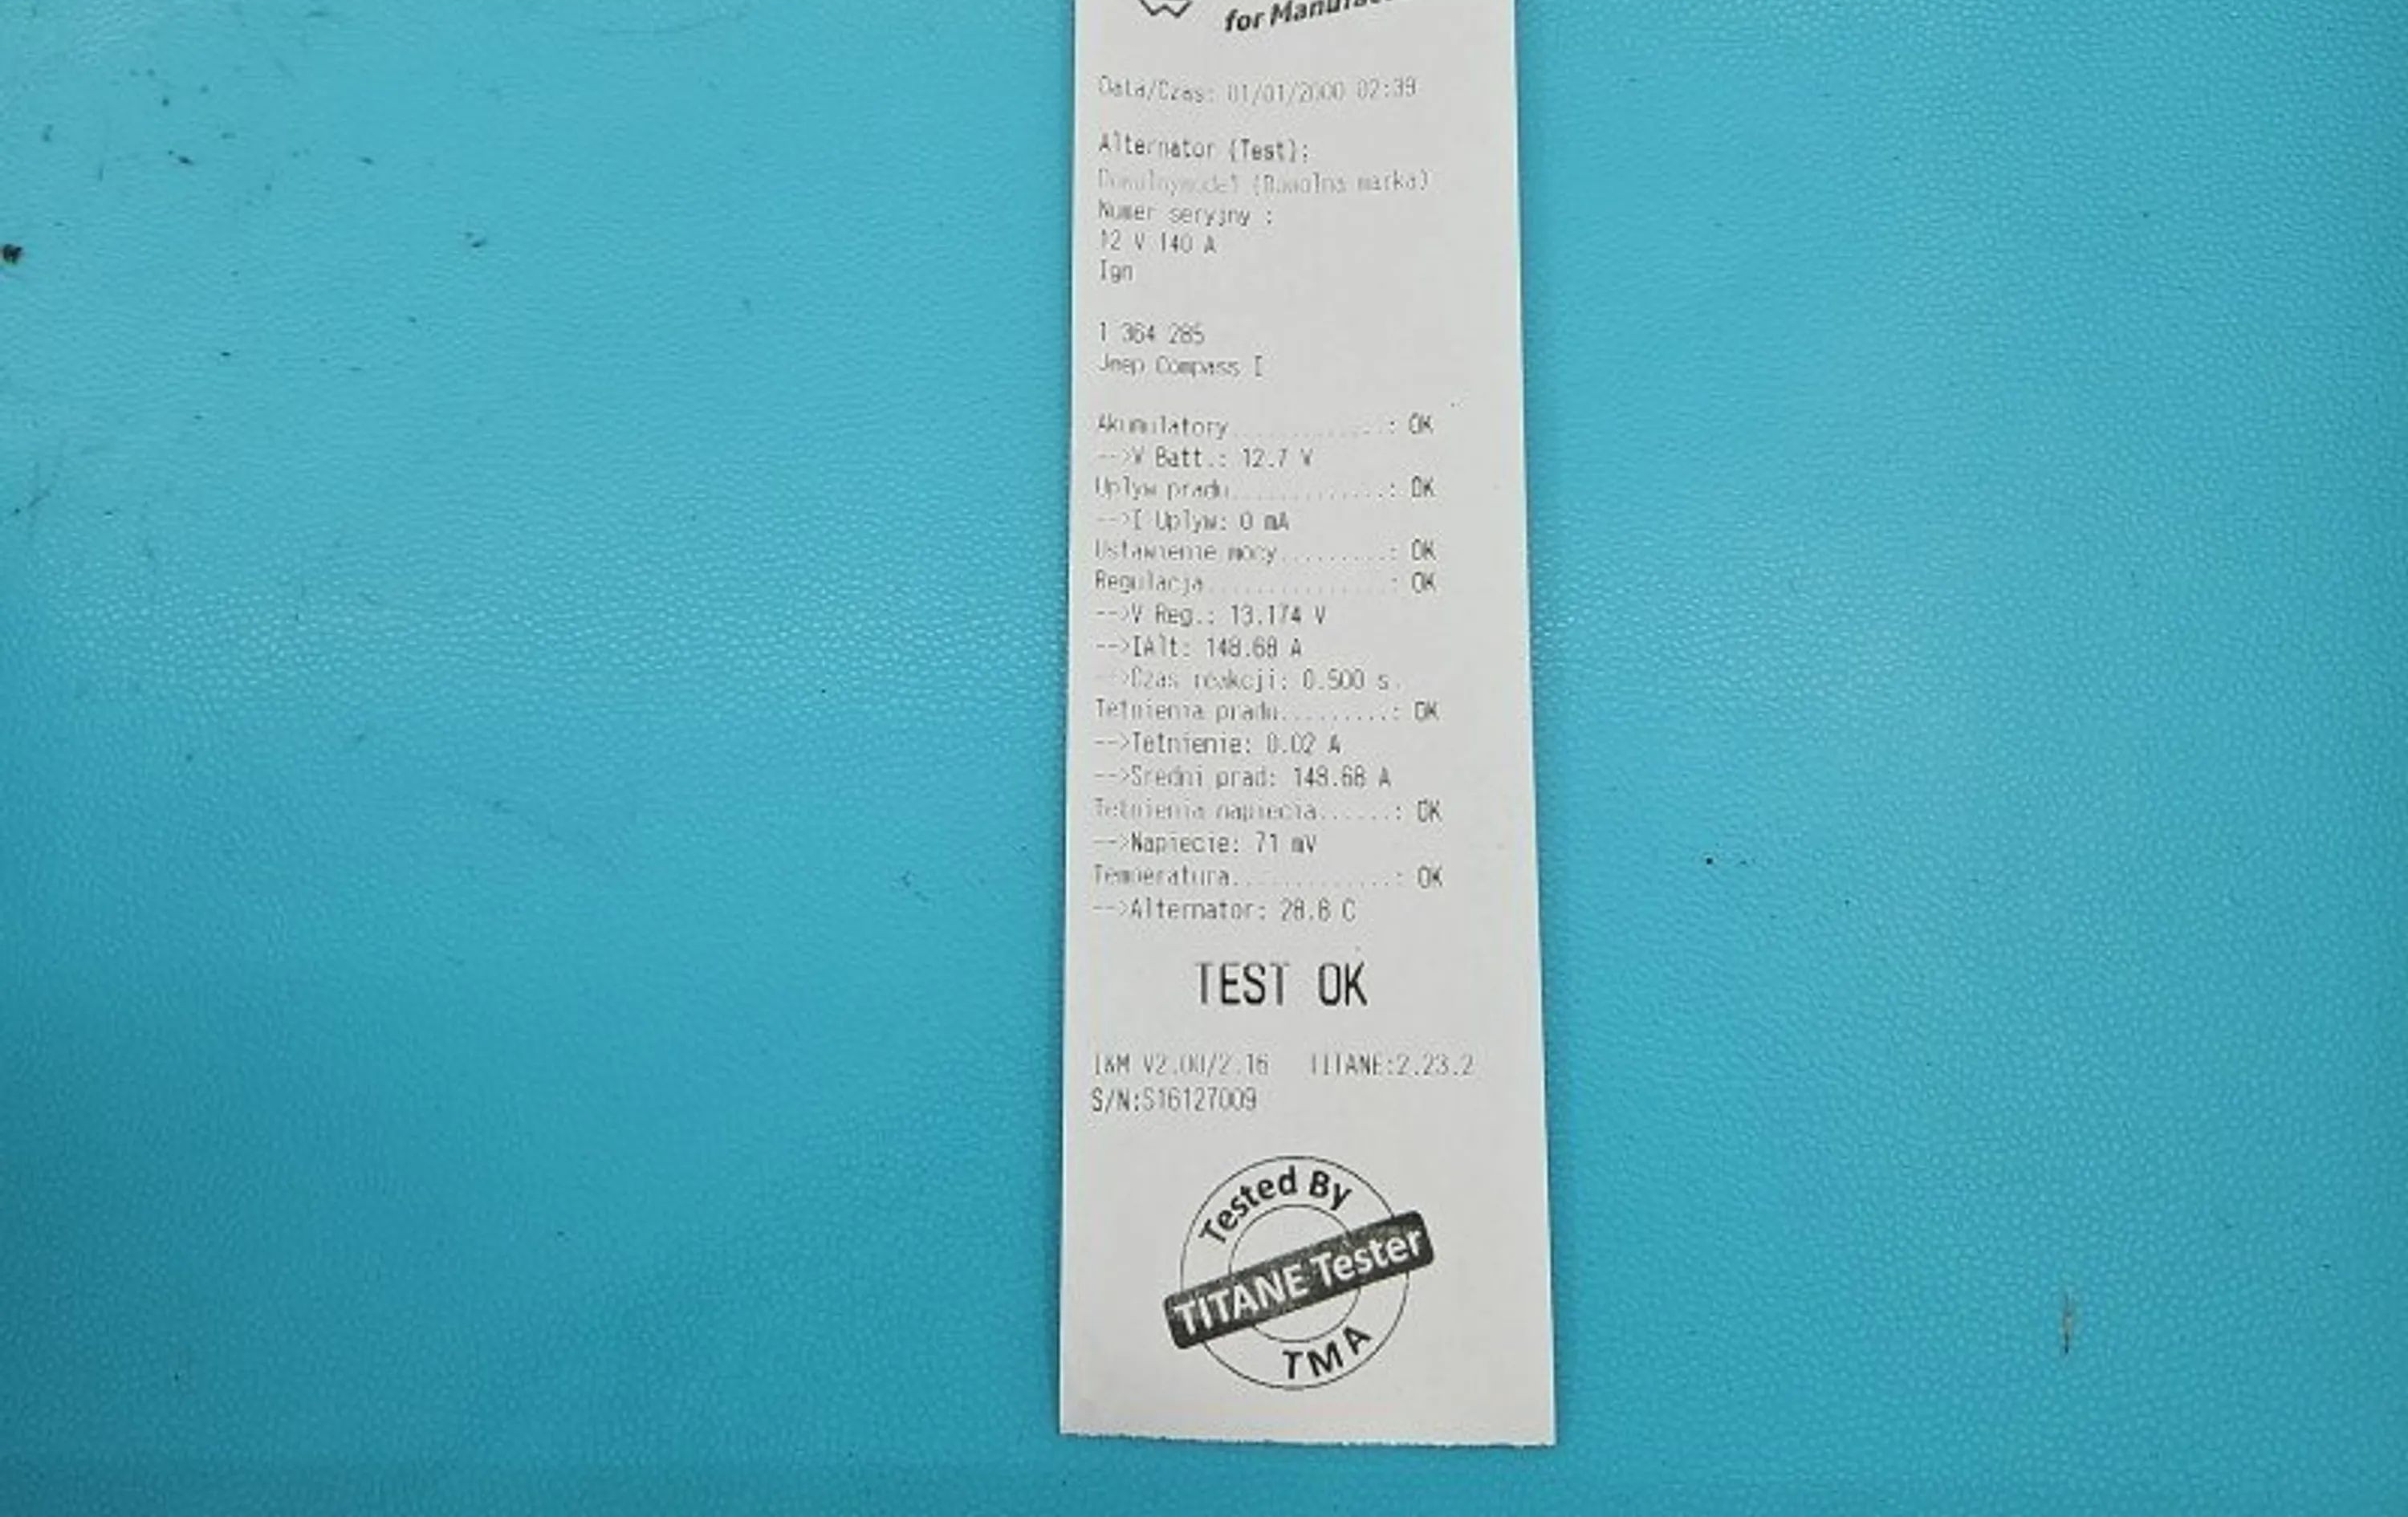 for
Data/Czas: 01/01/2000 02:39
Alternator (Test):
(Dowolna marka)
Numer seryjny :
12 V 140 A
Ign
1 364 285
Jeep Compass I
Akumulatory.............: OK
-->V Batt.: 12.7 V
Uplyw pradu.............: OK
-->I Uplyw: 0 mA
Ustawienie mocy.........: OK
Regulacja...............: OK
-->V Reg.: 13.174 V
-->IAlt: 148.68 A
-->Czas reakcji: 0.500 s.
Tetnienia pradu.........: OK
-->Tetnienie: 0.02 A
-->Sredni prad: 148.68 A
Tetnienia napiecia......: OK
-->Napiecie: 71 mV
Temperatura.............: OK
-->Alternator: 28.6 C
TEST OK
I&M V2.00/2.16 TITANE:2.23.2
S/N:S16127009
Tested By
TITANE Tester
TMA